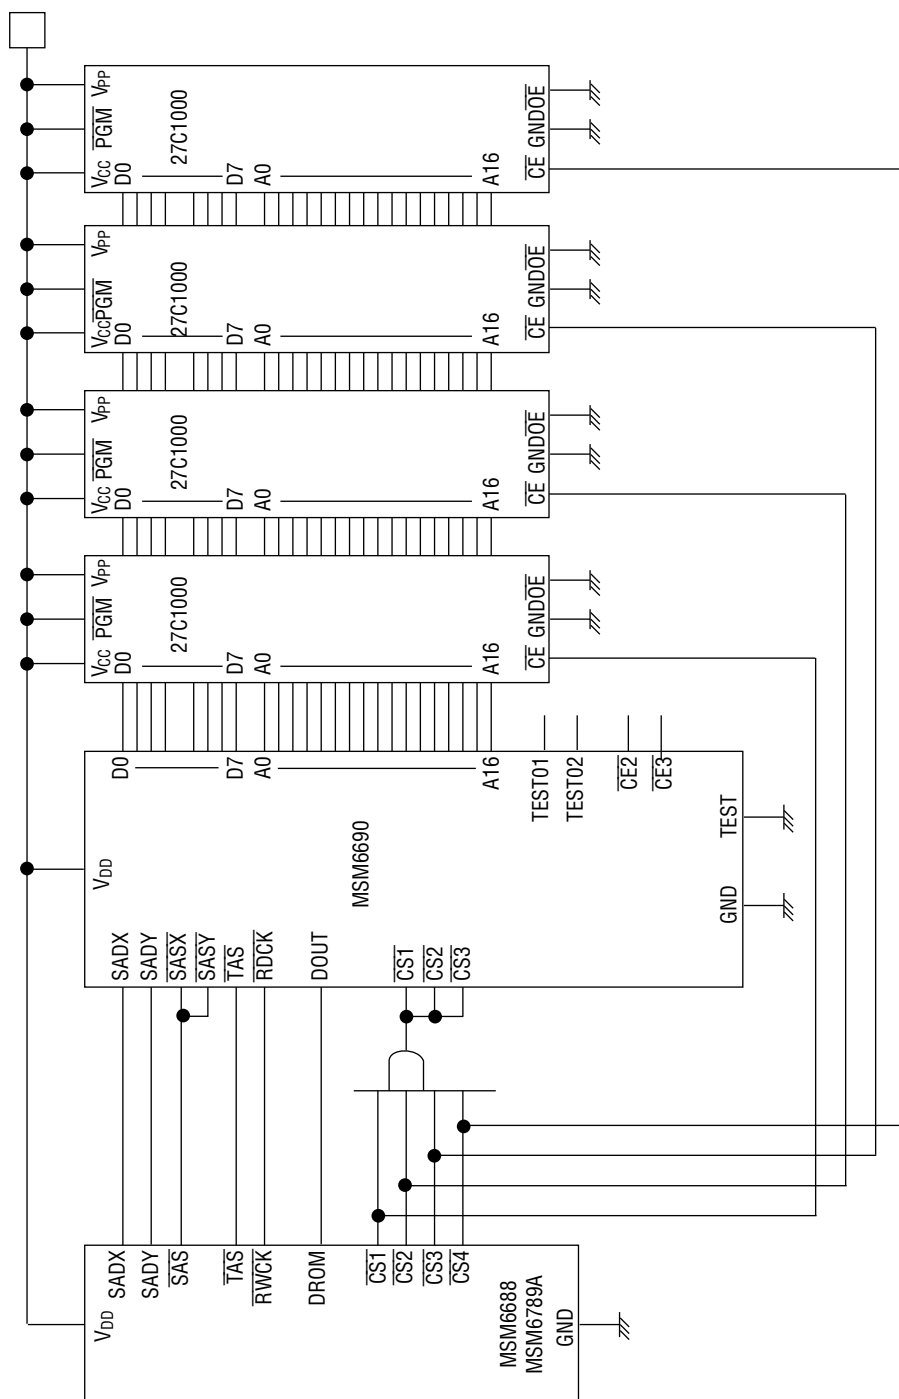 VPP
PGM
VCC
D0
27C1000
D7
A0
A16
CE
GND
OE
VPP
PGM
VCC
D0
27C1000
D7
A0
A16
CE
GND
OE
VPP
PGM
VCC
D0
27C1000
D7
A0
A16
CE
GND
OE
VPP
PGM
VCC
D0
27C1000
D7
A0
A16
CE
GND
OE
D0
D7
A0
A16
TEST01
TEST02
CE2
CE3
TEST
VDD
MSM6690
GND
SADX
SADY
SASX
SASY
TAS
RDCK
DOUT
CS1
CS2
CS3
SADX
SADY
SAS
TAS
RWCK
DROM
CS1
CS2
CS3
CS4
VDD
MSM6688
MSM6789A
GND